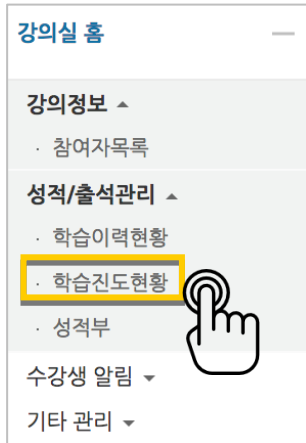 강의실 홈
강의정보 ▲
· 참여자목록
성적/출석관리 ▲
· 학습이력현황
· 학습진도현황
· 성적부
수강생 알림 ▼
기타 관리 ▼